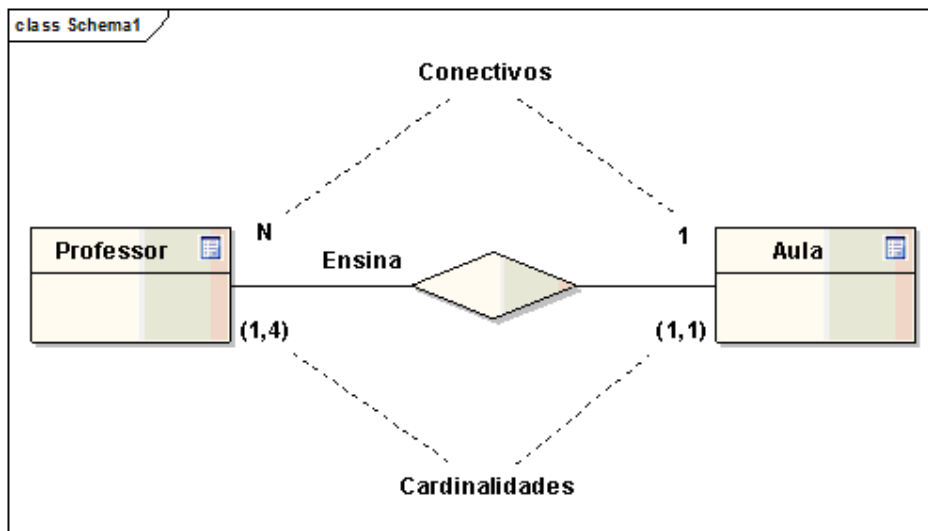 class Schema1
Conectivos
N
1
Professor
Aula
Ensina
(1,4)
(1,1)
Cardinalidades